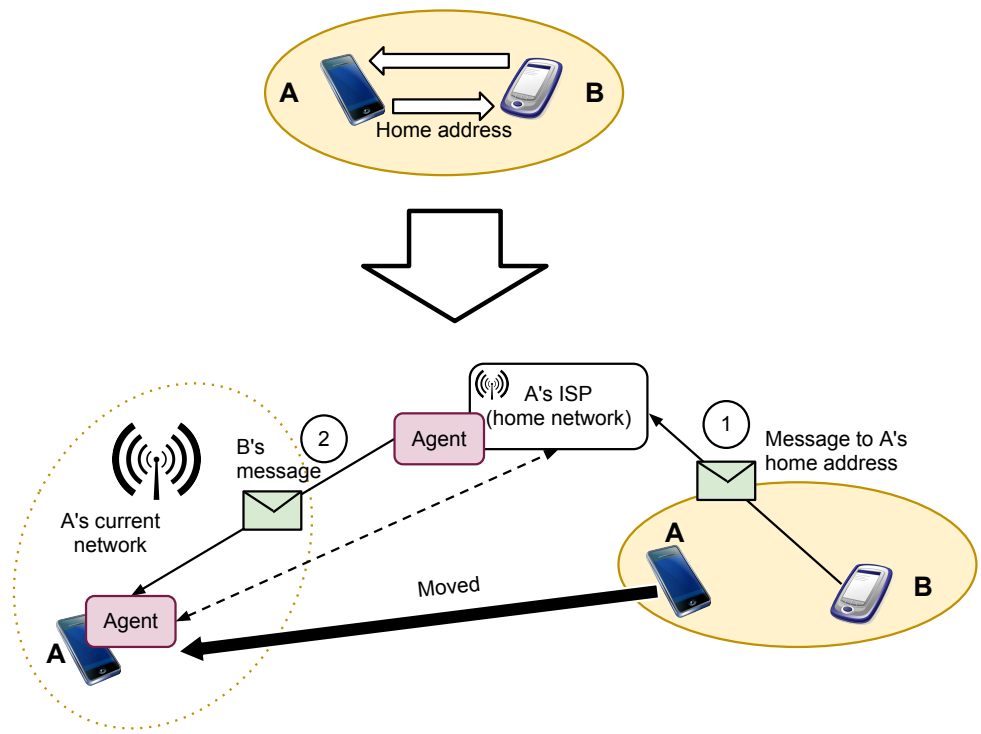 A
B
Home address
A's ISP
(home network)
Agent
1
Message to A's
home address
2
B's
message
A's current
network
A
B
Moved
Agent
A